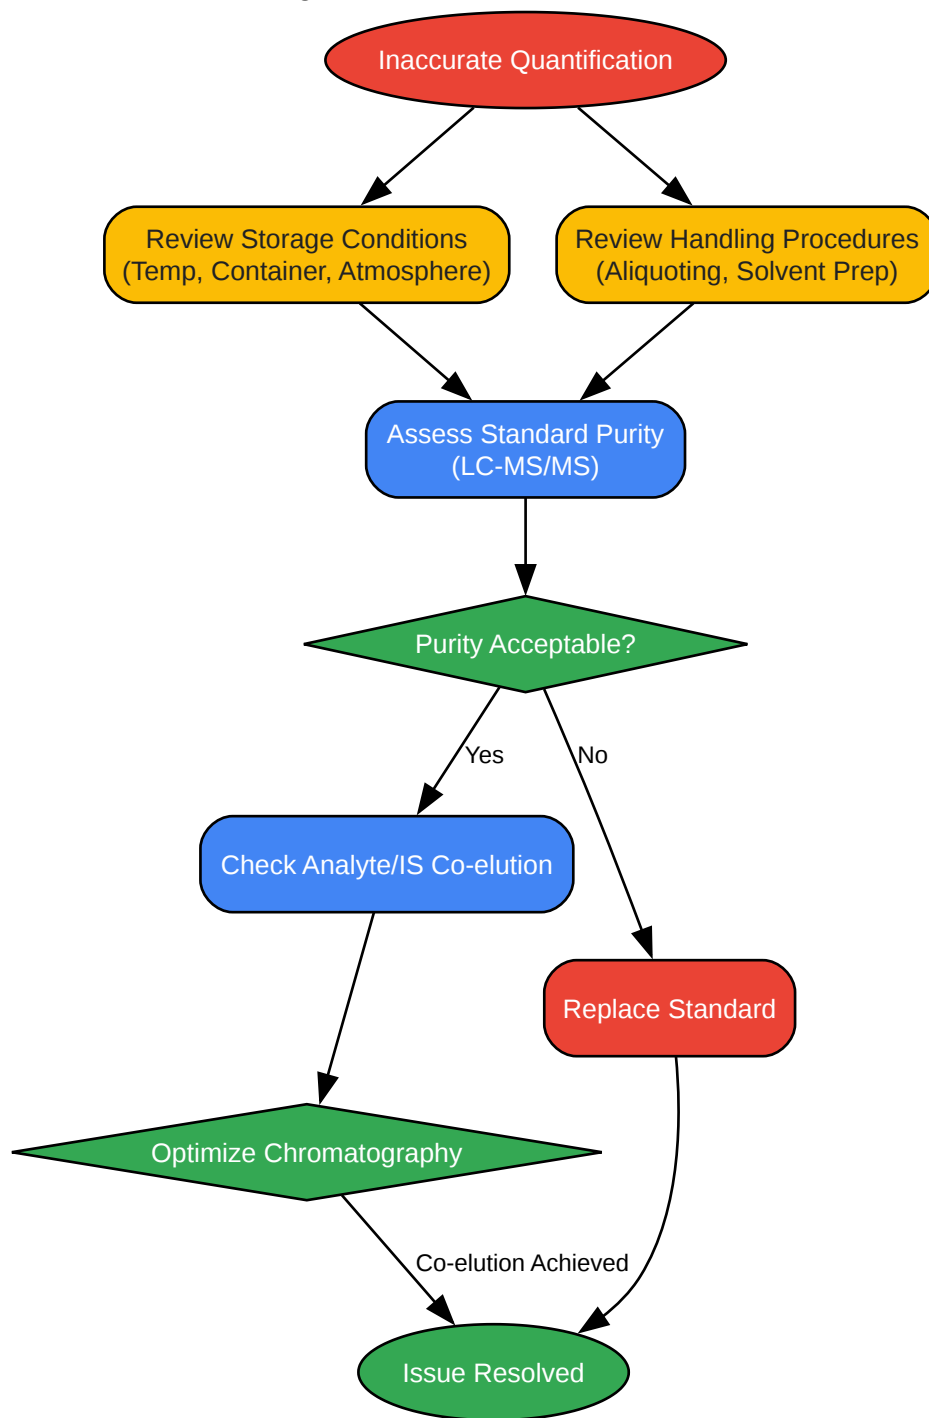 Inaccurate Quantification
Review Storage Conditions
(Temp, Container, Atmosphere)
Review Handling Procedures
(Aliquoting, Solvent Prep)
Assess Standard Purity
(LC-MS/MS)
Purity Acceptable?
Yes
No
Check Analyte/IS Co-elution
Replace Standard
Optimize Chromatography
Co-elution Achieved
Issue Resolved